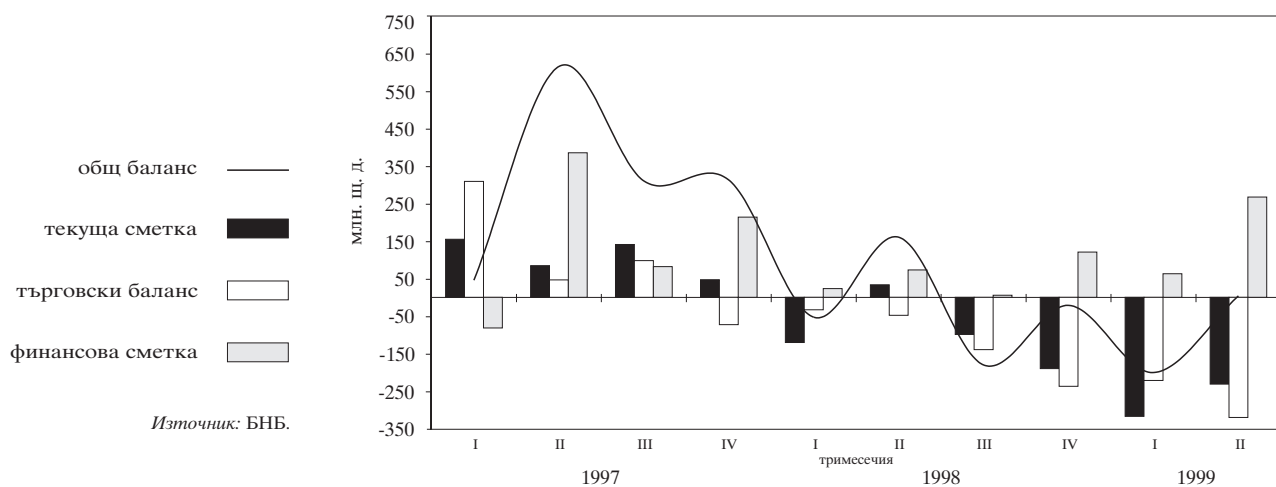 общ баланс
текуща сметка
търговски баланс
финансова сметка
Източник: БНБ.
млн. щ. д.
750
650
550
450
350
250
150
50
-50
-150
-250
-350
I II III IV I II III IV I II
тримесечия
1997 1998 1999